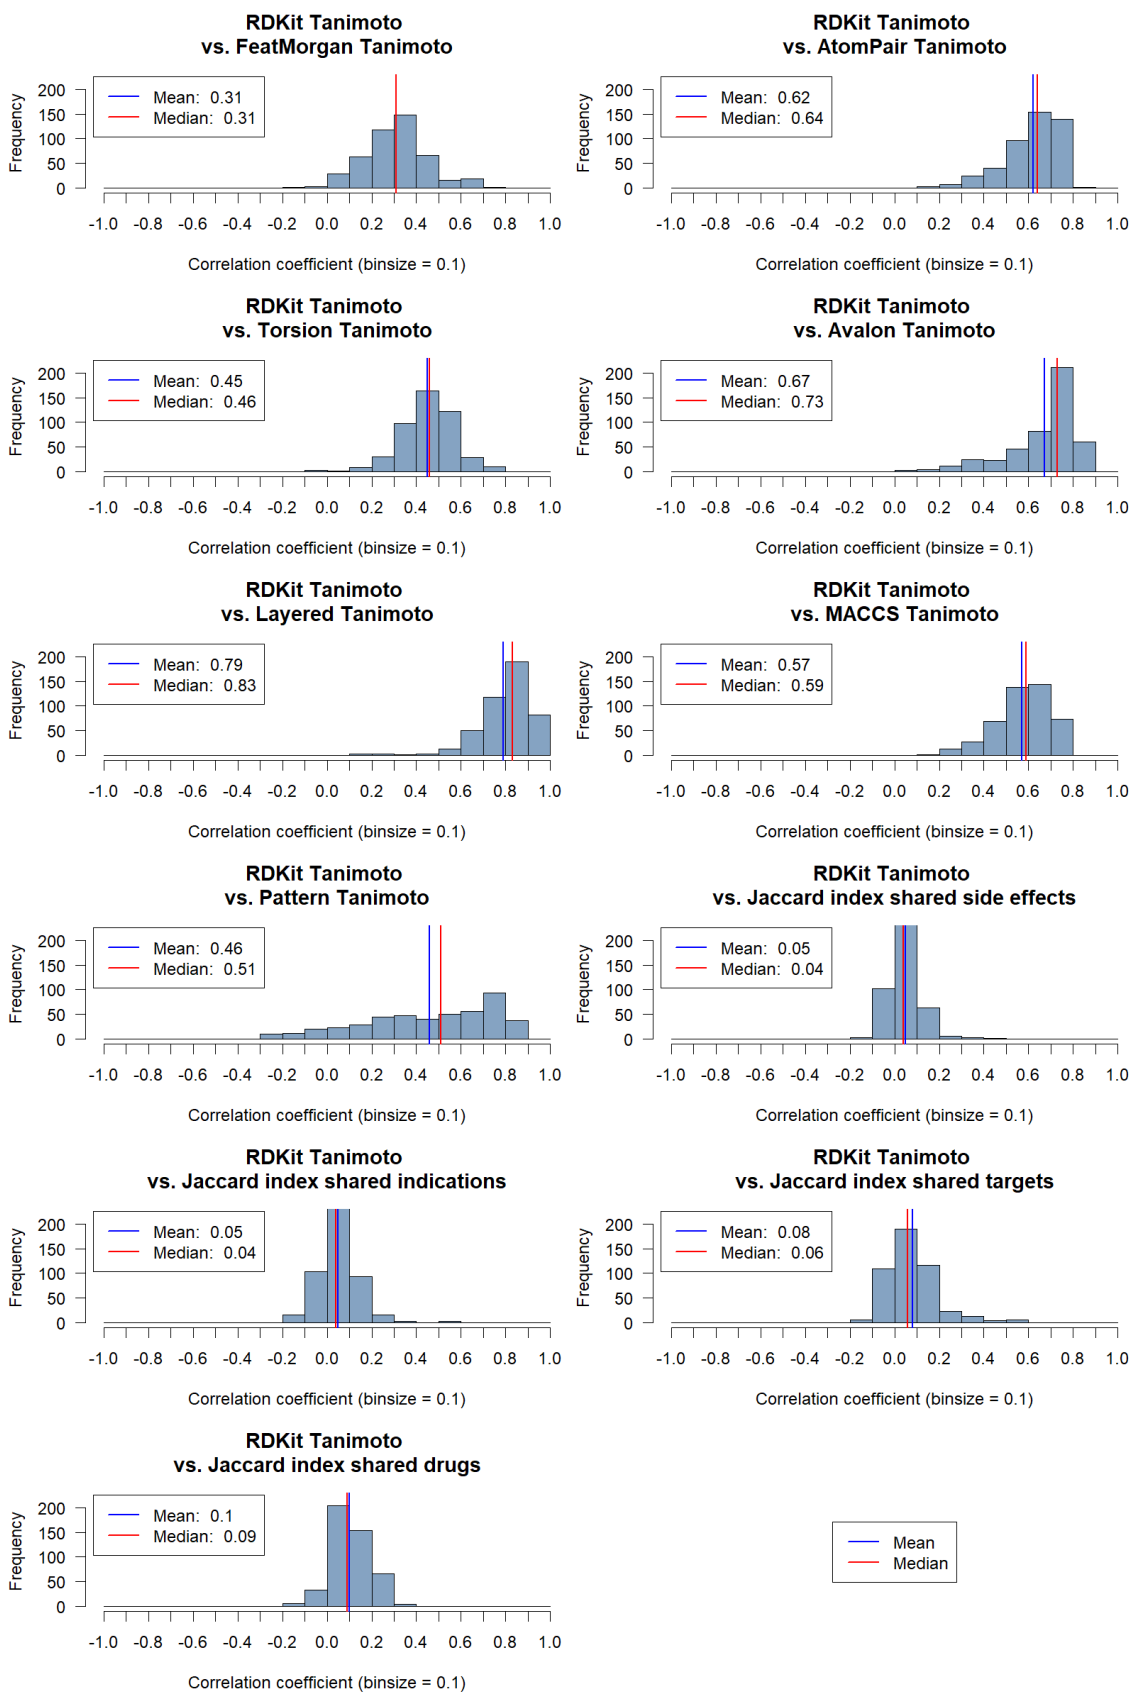 RDKit Tanimoto
vs. FeatMorgan Tanimoto
Frequency
200
150
100
50
0
Mean: 0.31
Median: 0.31
-1.0 -0.8 -0.6 -0.4 -0.2 0.0 0.2 0.4 0.6 0.8 1.0
Correlation coefficient (binsize = 0.1)
RDKit Tanimoto
vs. AtomPair Tanimoto
Frequency
200
150
100
50
0
Mean: 0.62
Median: 0.64
-1.0 -0.8 -0.6 -0.4 -0.2 0.0 0.2 0.4 0.6 0.8 1.0
Correlation coefficient (binsize = 0.1)
RDKit Tanimoto
vs. Torsion Tanimoto
Frequency
200
150
100
50
0
Mean: 0.45
Median: 0.46
-1.0 -0.8 -0.6 -0.4 -0.2 0.0 0.2 0.4 0.6 0.8 1.0
Correlation coefficient (binsize = 0.1)
RDKit Tanimoto
vs. Avalon Tanimoto
Frequency
200
150
100
50
0
Mean: 0.67
Median: 0.73
-1.0 -0.8 -0.6 -0.4 -0.2 0.0 0.2 0.4 0.6 0.8 1.0
Correlation coefficient (binsize = 0.1)
RDKit Tanimoto
vs. Layered Tanimoto
Frequency
200
150
100
50
0
Mean: 0.79
Median: 0.83
-1.0 -0.8 -0.6 -0.4 -0.2 0.0 0.2 0.4 0.6 0.8 1.0
Correlation coefficient (binsize = 0.1)
RDKit Tanimoto
vs. MACCS Tanimoto
Frequency
200
150
100
50
0
Mean: 0.57
Median: 0.59
-1.0 -0.8 -0.6 -0.4 -0.2 0.0 0.2 0.4 0.6 0.8 1.0
Correlation coefficient (binsize = 0.1)
RDKit Tanimoto
vs. Pattern Tanimoto
Frequency
200
150
100
50
0
Mean: 0.46
Median: 0.51
-1.0 -0.8 -0.6 -0.4 -0.2 0.0 0.2 0.4 0.6 0.8 1.0
Correlation coefficient (binsize = 0.1)
RDKit Tanimoto
vs. Jaccard index shared side effects
Frequency
200
150
100
50
0
Mean: 0.05
Median: 0.04
-1.0 -0.8 -0.6 -0.4 -0.2 0.0 0.2 0.4 0.6 0.8 1.0
Correlation coefficient (binsize = 0.1)
RDKit Tanimoto
vs. Jaccard index shared indications
Frequency
200
150
100
50
0
Mean: 0.05
Median: 0.04
-1.0 -0.8 -0.6 -0.4 -0.2 0.0 0.2 0.4 0.6 0.8 1.0
Correlation coefficient (binsize = 0.1)
RDKit Tanimoto
vs. Jaccard index shared targets
Frequency
200
150
100
50
0
Mean: 0.08
Median: 0.06
-1.0 -0.8 -0.6 -0.4 -0.2 0.0 0.2 0.4 0.6 0.8 1.0
Correlation coefficient (binsize = 0.1)
RDKit Tanimoto
vs. Jaccard index shared drugs
Frequency
200
150
100
50
0
Mean: 0.1
Median: 0.09
-1.0 -0.8 -0.6 -0.4 -0.2 0.0 0.2 0.4 0.6 0.8 1.0
Correlation coefficient (binsize = 0.1)
Mean
Median